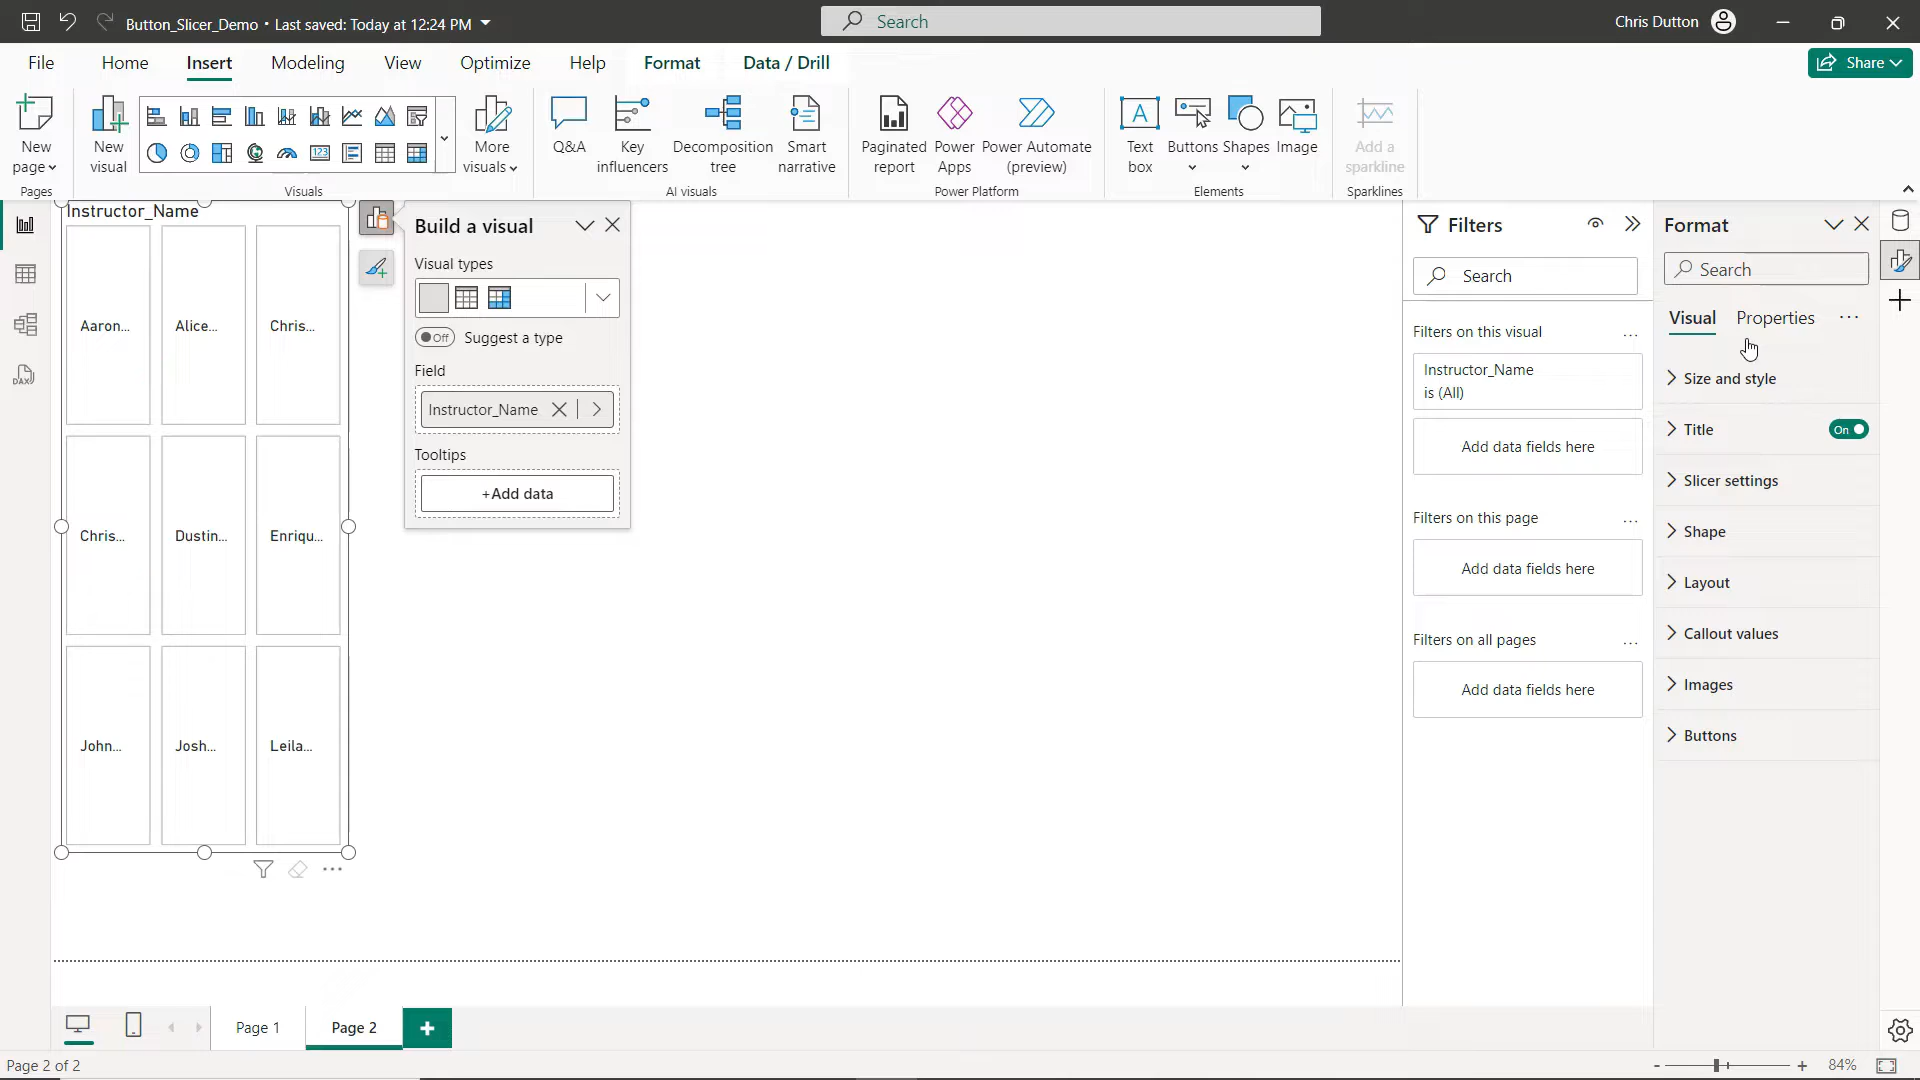 Button_Slicer_Demo • Last saved: Today at 12:24 PM
Search
Chris Dutton
File
Home
Insert
Modeling
View
Optimize
Help
Format
Data / Drill
Share
New
page
Pages
New
visual
123
Visuals
More
visuals
Q&A
Key
influencers
Decomposition
tree
Smart
narrative
AI visuals
Paginated
report
Power
Apps
Power Automate
(preview)
Power Platform
A
Text
box
Buttons
Shapes
Image
Elements
Add a
sparkline
Sparklines
DAX
Instructor_Name
Aaron...
Alice...
Chris...
Chris...
Dustin...
Enriqu...
John...
Josh...
Leila...
Build a visual
Visual types
Off
Suggest a type
Field
Instructor_Name
Tooltips
+Add data
Filters
Search
Filters on this visual
...
Instructor_Name
is (All)
Add data fields here
Filters on this page
...
Add data fields here
Filters on all pages
...
Add data fields here
Format
Search
Visual
Properties
...
Size and style
Title
On
Slicer settings
Shape
Layout
Callout values
Images
Buttons
Page 1
Page 2
+
Page 2 of 2
-
+
84%